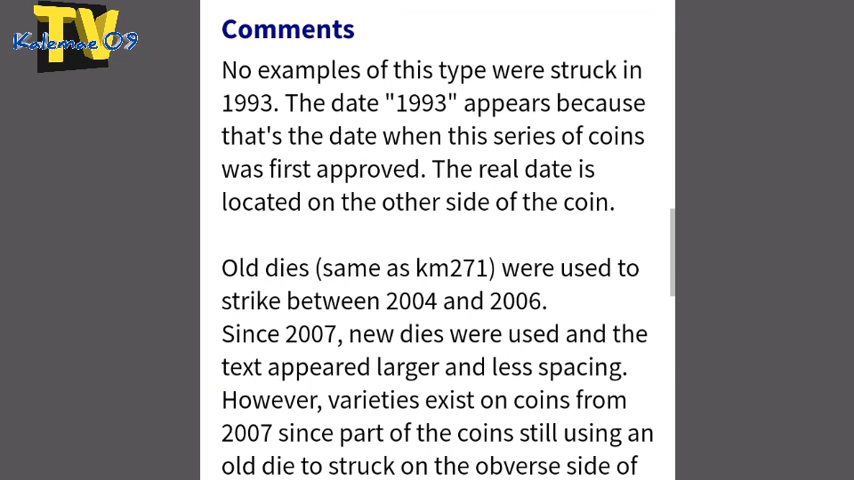 TV
Kalemae 09
Comments
No examples of this type were struck in
1993. The date "1993" appears because
that's the date when this series of coins
was first approved. The real date is
located on the other side of the coin.
Old dies (same as km271) were used to
strike between 2004 and 2006.
Since 2007, new dies were used and the
text appeared larger and less spacing.
However, varieties exist on coins from
2007 since part of the coins still using an
old die to struck on the obverse side of